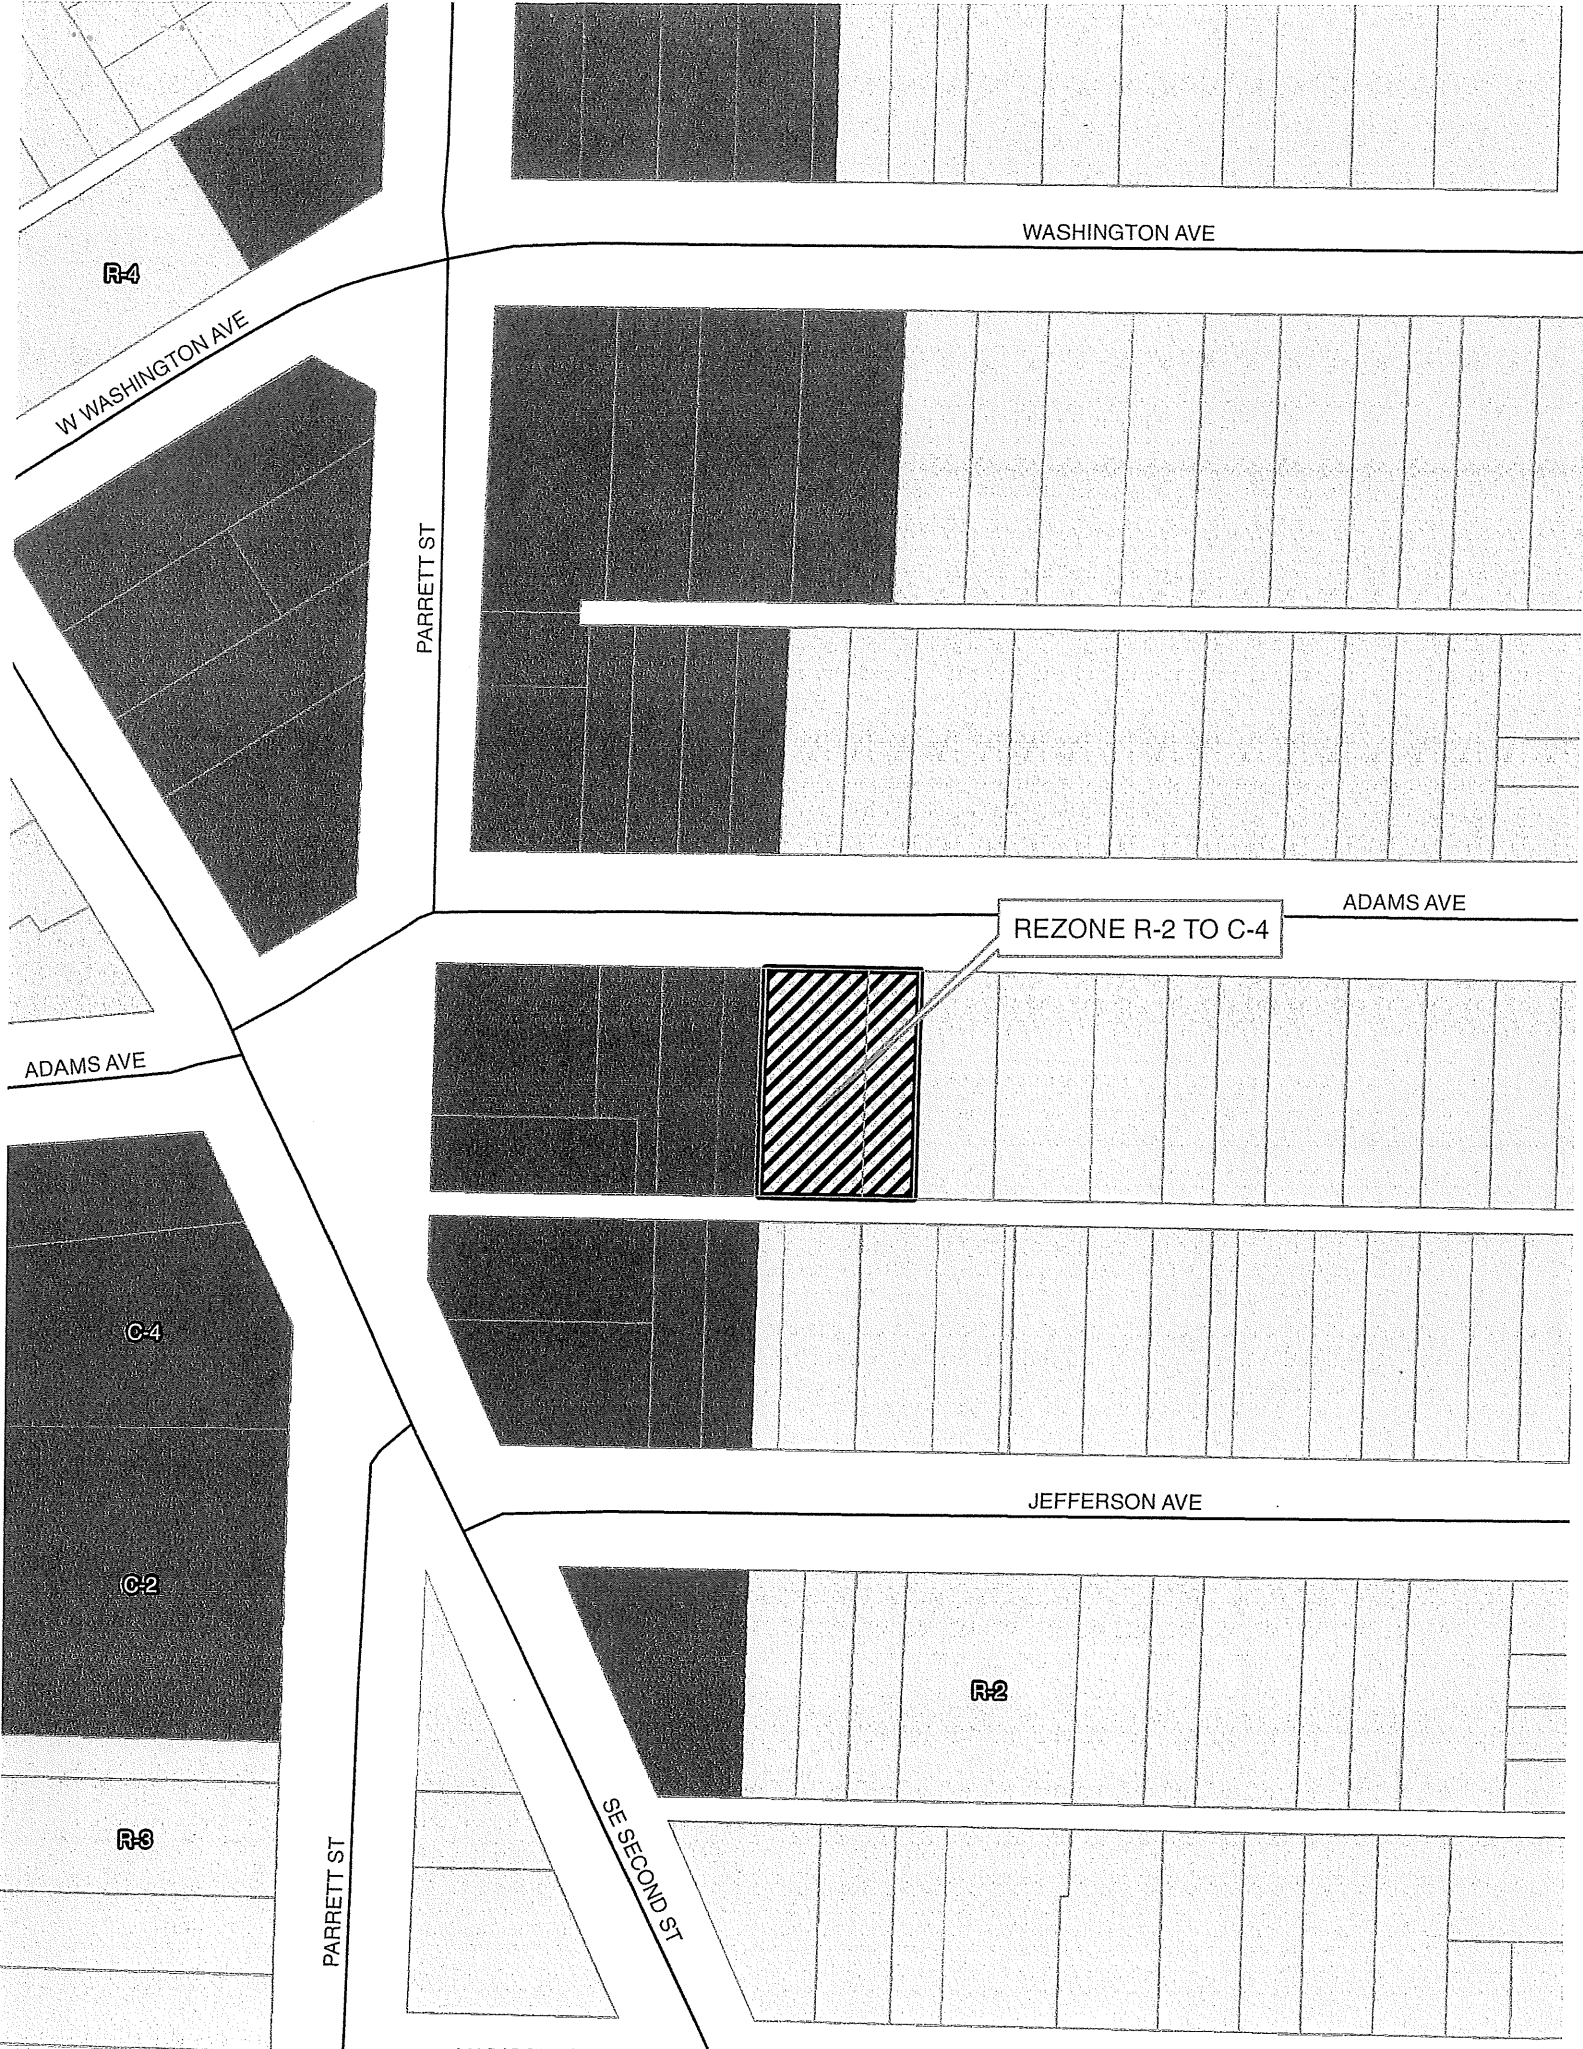 WASHINGTON AVE
R-4
W WASHINGTON AVE
PARRETT ST
ADAMS AVE
REZONE R-2 TO C-4
ADAMS AVE
C-4
JEFFERSON AVE
C-2
R-2
R-3
SE SECOND ST
PARRETT ST